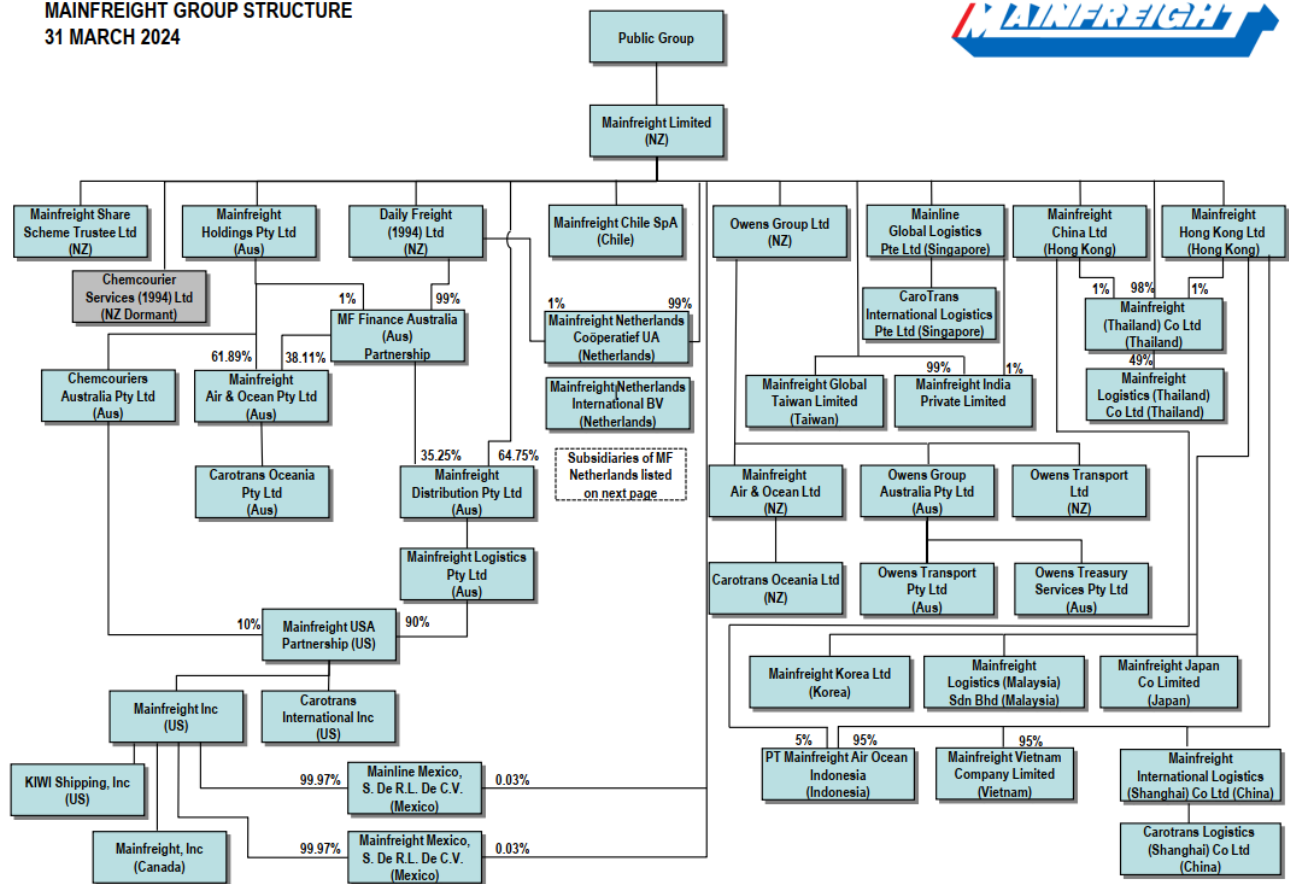 MAINFREIGHT GROUP STRUCTURE
31 MARCH 2024
MAINFREIGHT
Public Group
Mainfreight Limited
(NZ)
Mainfreight Share
Scheme Trustee Ltd
(NZ)
Mainfreight
Holdings Pty Ltd
(Aus)
Daily Freight
(1994) Ltd
(NZ)
Mainfreight Chile SpA
(Chile)
Owens Group Ltd
(NZ)
Mainline
Global Logistics
Pte Ltd (Singapore)
Mainfreight
China Ltd
(Hong Kong)
Mainfreight
Hong Kong Ltd
(Hong Kong)
Chemcourier
Services (1994) Ltd
(NZ Dormant)
1%
99%
MF Finance Australia
(Aus)
Partnership
1%
99%
Mainfreight Netherlands
Coöperatief UA
(Netherlands)
CaroTrans
International Logistics
Pte Ltd (Singapore)
1%
98%
1%
Mainfreight
(Thailand) Co Ltd
(Thailand)
61.89%
38.11%
Chemcouriers
Australia Pty Ltd
(Aus)
Mainfreight
Air & Ocean Pty Ltd
(Aus)
Mainfreight Netherlands
International BV
(Netherlands)
Mainfreight Global
Taiwan Limited
(Taiwan)
99%
1%
Mainfreight India
Private Limited
49%
Mainfreight
Logistics (Thailand)
Co Ltd (Thailand)
Carotrans Oceania
Pty Ltd
(Aus)
35.25%
64.75%
Mainfreight
Distribution Pty Ltd
(Aus)
Subsidiaries of MF
Netherlands listed
on next page
Mainfreight
Air & Ocean Ltd
(NZ)
Owens Group
Australia Pty Ltd
(Aus)
Owens Transport
Ltd
(NZ)
Mainfreight Logistics
Pty Ltd
(Aus)
Carotrans Oceania Ltd
(NZ)
Owens Transport
Pty Ltd
(Aus)
Owens Treasury
Services Pty Ltd
(Aus)
10%
Mainfreight USA
Partnership (US)
90%
Mainfreight Korea Ltd
(Korea)
Mainfreight
Logistics (Malaysia)
Sdn Bhd (Malaysia)
Mainfreight Japan
Co Limited
(Japan)
Mainfreight Inc
(US)
Carotrans
International Inc
(US)
5%
95%
PT Mainfreight Air Ocean
Indonesia
(Indonesia)
95%
Mainfreight Vietnam
Company Limited
(Vietnam)
Mainfreight
International Logistics
(Shanghai) Co Ltd (China)
KIWI Shipping, Inc
(US)
99.97%
Mainline Mexico,
S. De R.L. De C.V.
(Mexico)
0.03%
Mainfreight, Inc
(Canada)
99.97%
Mainfreight Mexico,
S. De R.L. De C.V.
(Mexico)
0.03%
Carotrans Logistics
(Shanghai) Co Ltd
(China)